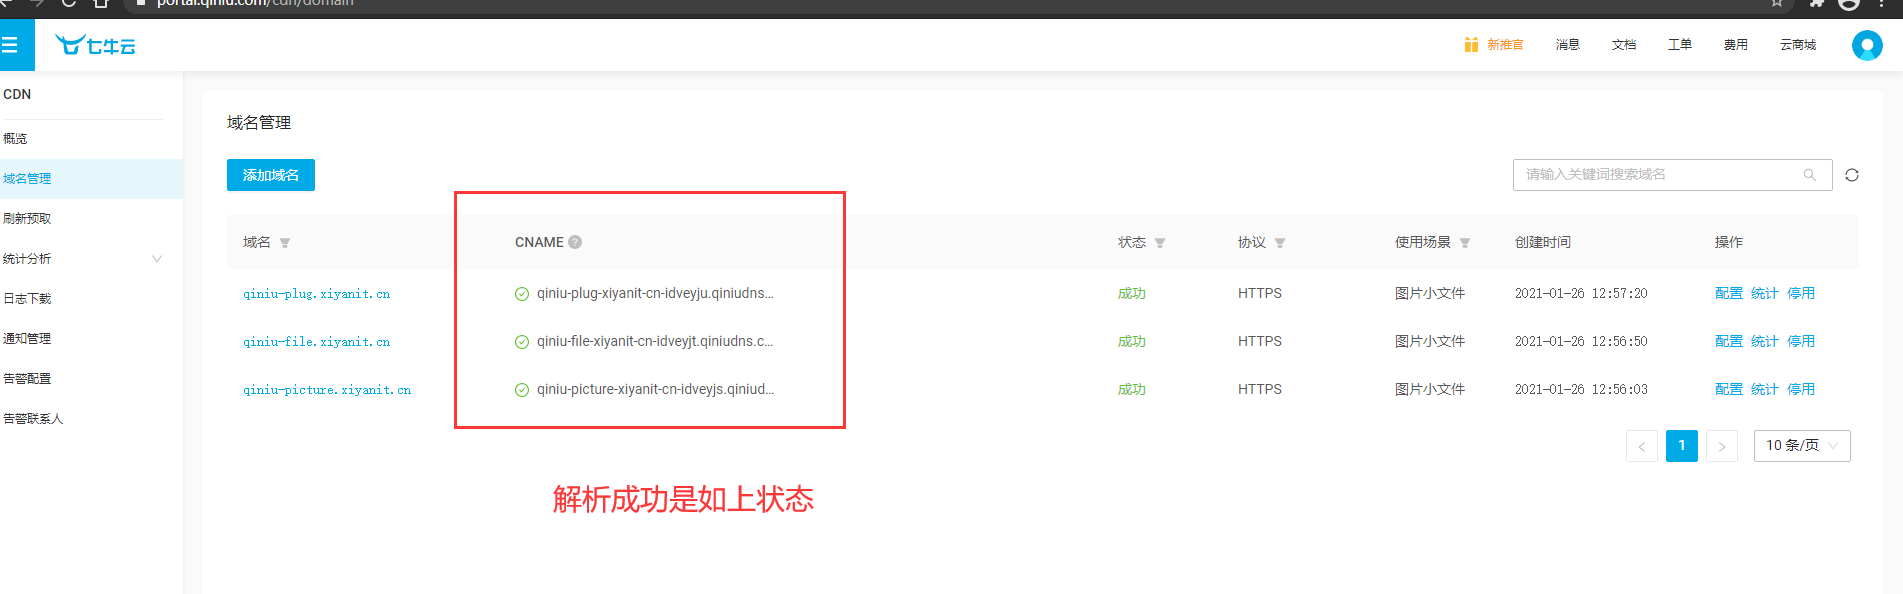 portal.qiniu.com/cdn/domain
七牛云
新推官 消息 文档 工单 费用 云商城
CDN
概览
域名管理
刷新预取
统计分析
日志下载
通知管理
告警配置
告警联系人
域名管理
添加域名
请输入关键词搜索域名
域名 CNAME 状态 协议 使用场景 创建时间 操作
qiniu-plug.xiyanit.cn qiniu-plug-xiyanit-cn-idveyju.qiniudns... 成功 HTTPS 图片小文件 2021-01-26 12:57:20 配置 统计 停用
qiniu-file.xiyanit.cn qiniu-file-xiyanit-cn-idveyjt.qiniudns.c... 成功 HTTPS 图片小文件 2021-01-26 12:56:50 配置 统计 停用
qiniu-picture.xiyanit.cn qiniu-picture-xiyanit-cn-idveyjs.qiniud... 成功 HTTPS 图片小文件 2021-01-26 12:56:03 配置 统计 停用
< 1 > 10 条/页
解析成功是如上状态